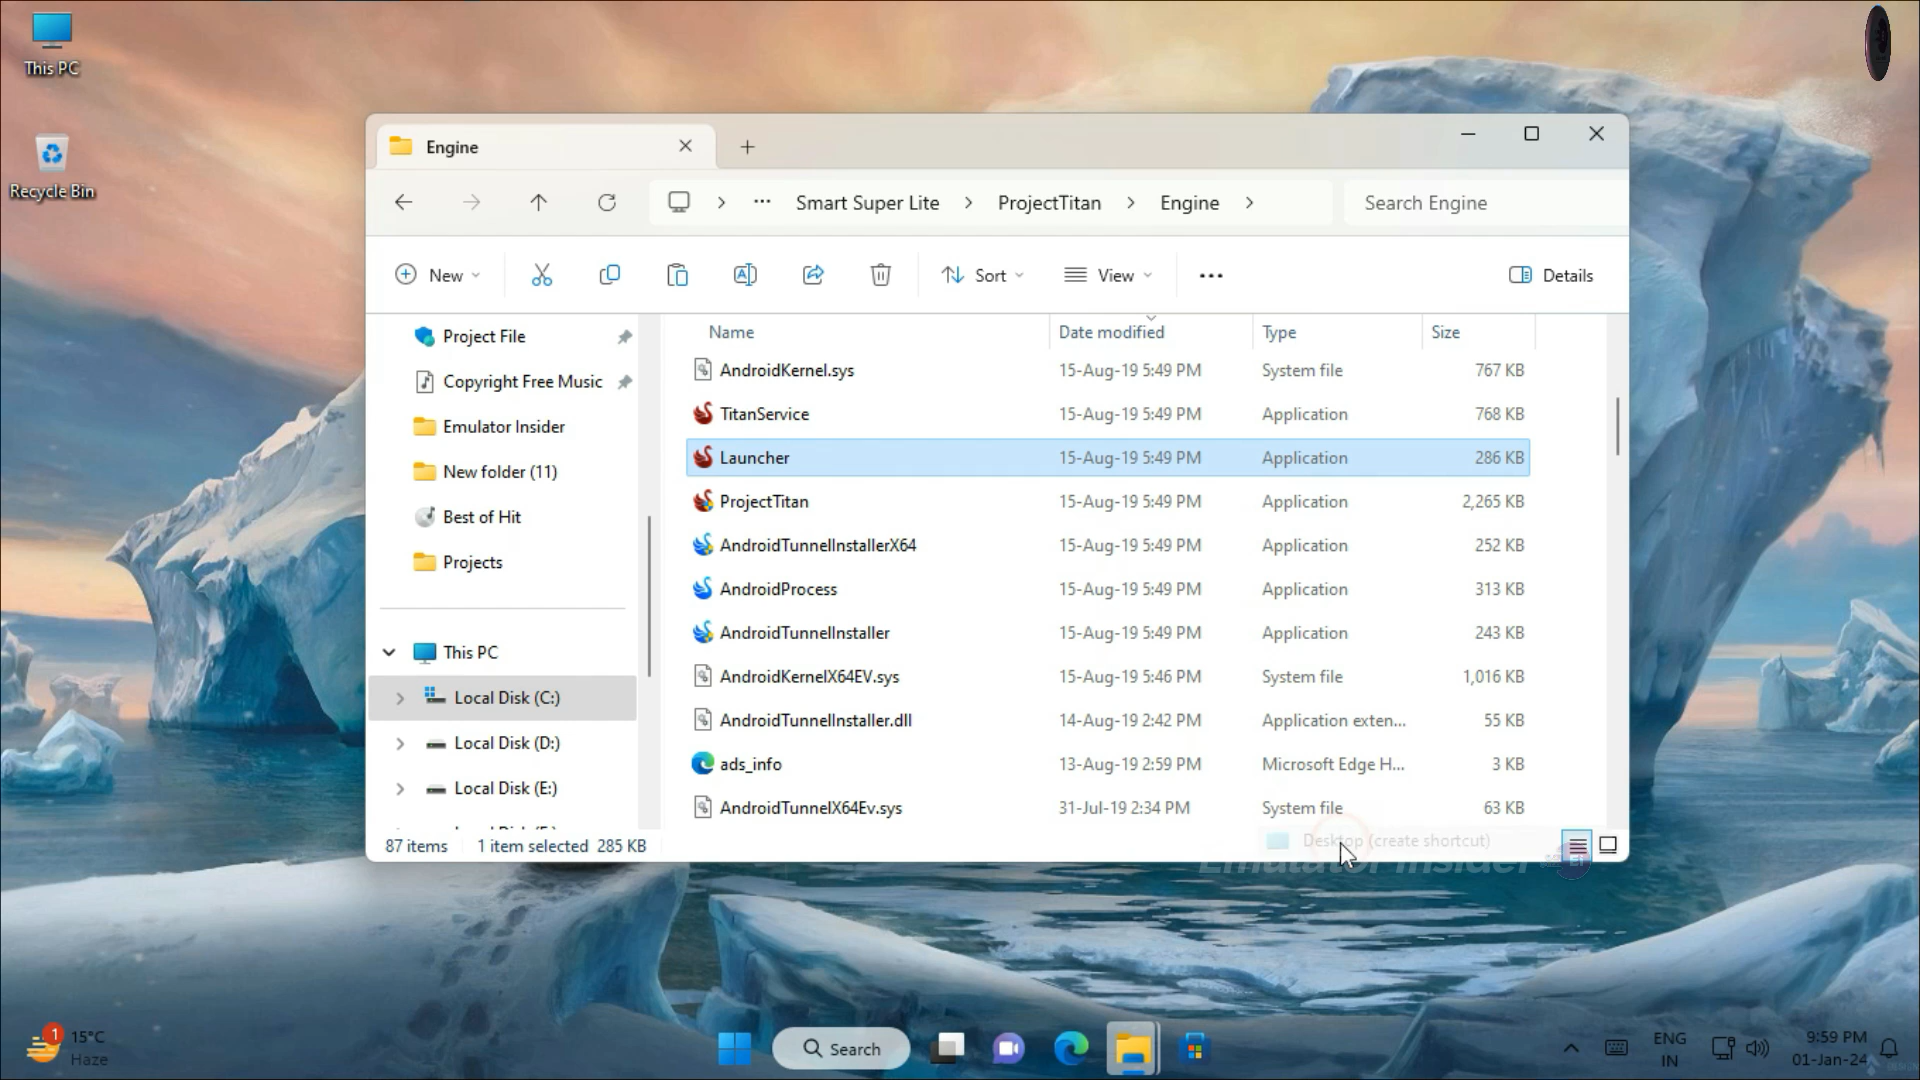 This PC
Recycle Bin
Engine
Smart Super Lite
ProjectTitan
Engine
Search Engine
New
Sort
View
Details
Project File
Copyright Free Music
Emulator Insider
New folder (11)
Best of Hit
Projects
This PC
Local Disk (C:)
Local Disk (D:)
Local Disk (E:)
Name Date modified Type Size
AndroidKernel.sys 15-Aug-19 5:49 PM System file 767 KB
TitanService 15-Aug-19 5:49 PM Application 768 KB
Launcher 15-Aug-19 5:49 PM Application 286 KB
ProjectTitan 15-Aug-19 5:49 PM Application 2,265 KB
AndroidTunnelInstallerX64 15-Aug-19 5:49 PM Application 252 KB
AndroidProcess 15-Aug-19 5:49 PM Application 313 KB
AndroidTunnelInstaller 15-Aug-19 5:49 PM Application 243 KB
AndroidKernelX64EV.sys 15-Aug-19 5:46 PM System file 1,016 KB
AndroidTunnelInstaller.dll 14-Aug-19 2:42 PM Application exten... 55 KB
ads_info 13-Aug-19 2:59 PM Microsoft Edge H... 3 KB
AndroidTunnelX64Ev.sys 31-Jul-19 2:34 PM System file 63 KB
Desktop (create shortcut)
87 items 1 item selected 285 KB
Emulator Insider
1
15°C
Haze
Search
ENG
IN
9:59 PM
01-Jan-24